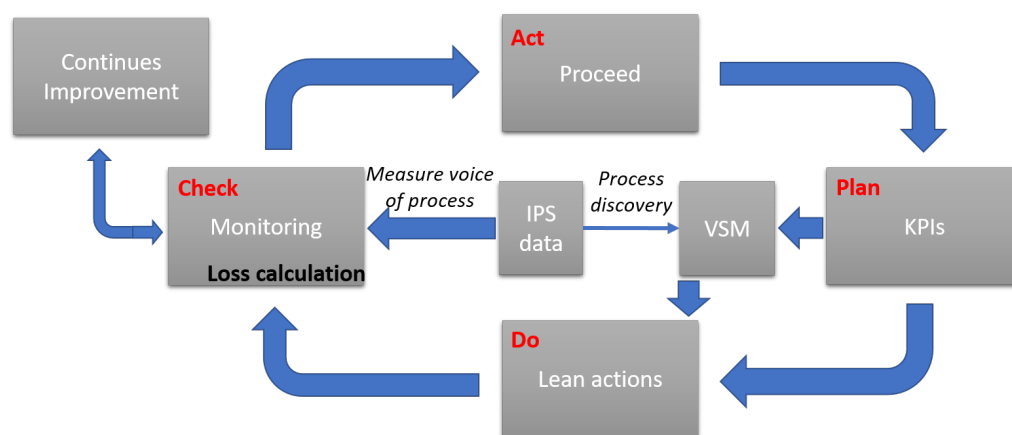 Continues
Improvement
Act
Proceed
Check
Monitoring
Loss calculation
Measure voice
of process
IPS
data
Process
discovery
VSM
Plan
KPIs
Do
Lean actions